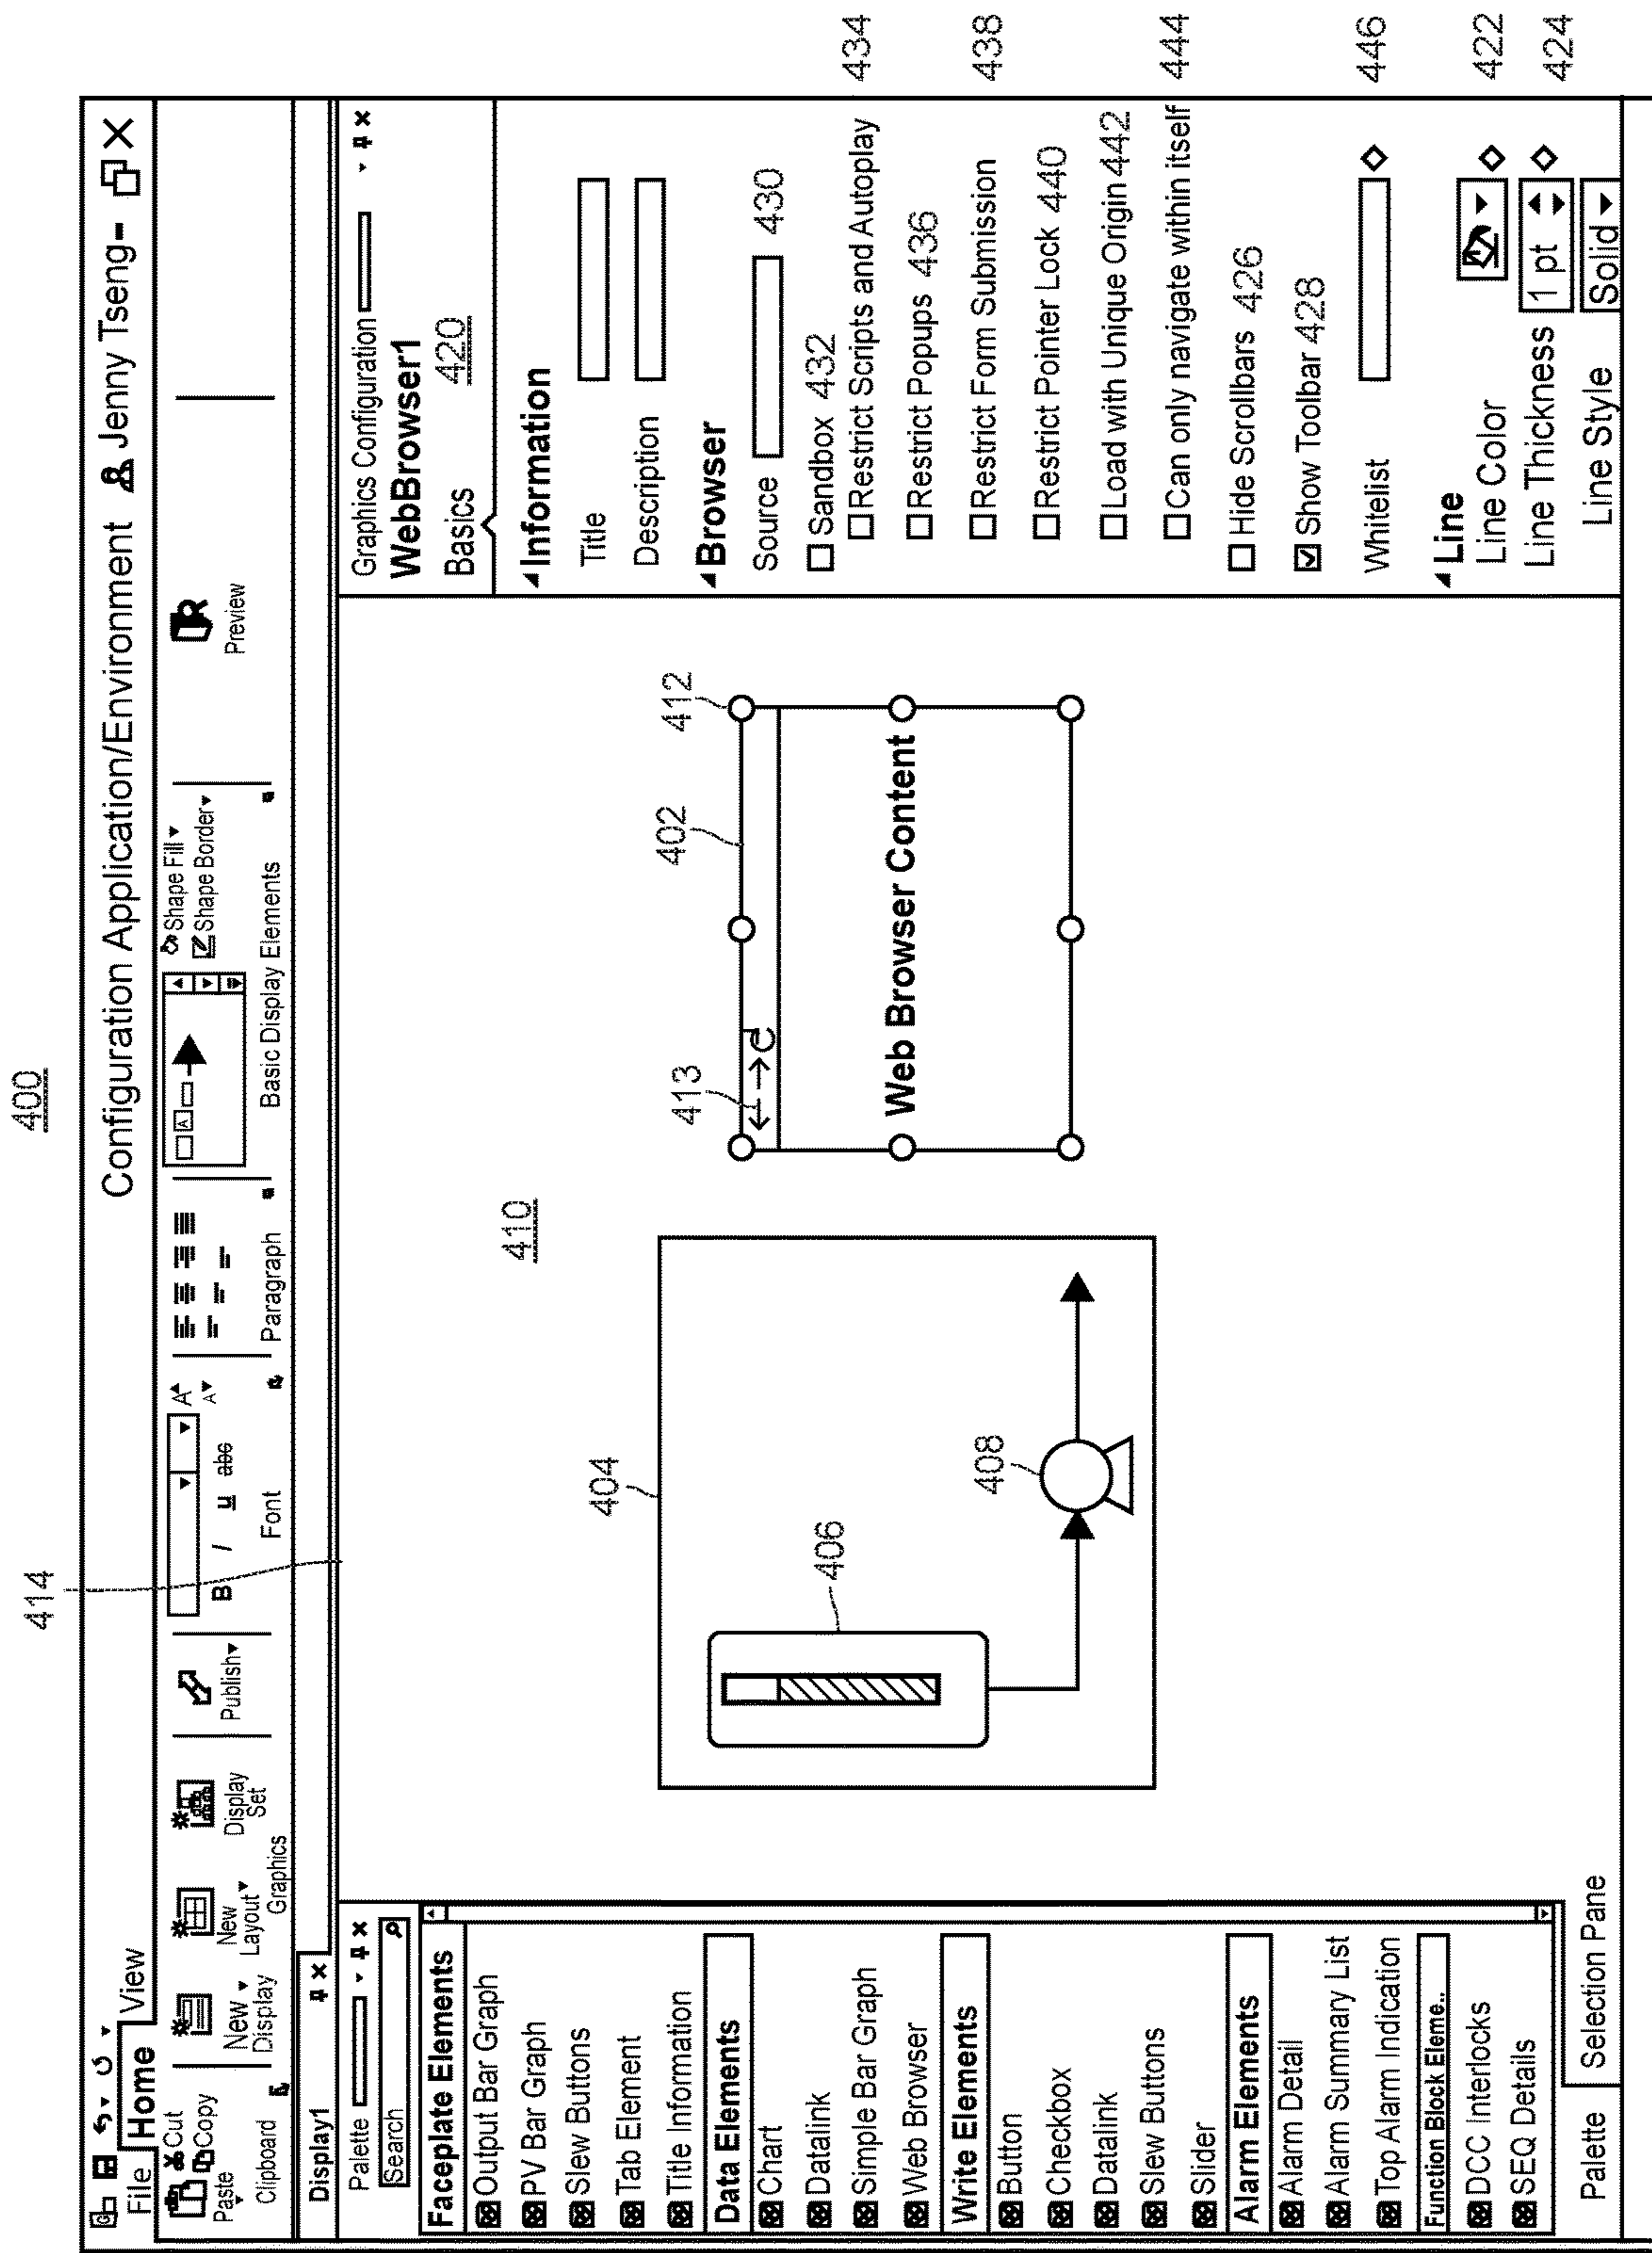 400
414
Configuration Application/Environment
Jenny Tseng
File Home View
Cut
Copy
Paste
Clipboard
New Display
New Layout
Display Set
Graphics
Publish
B I u abc
A A
Font
Paragraph
A
Shape Fill
Shape Border
Basic Display Elements
Preview
Display1
Palette
Search
Faceplate Elements
Output Bar Graph
PV Bar Graph
Slew Buttons
Tab Element
Title Information
Data Elements
Chart
Datalink
Simple Bar Graph
Web Browser
Write Elements
Button
Checkbox
Datalink
Slew Buttons
Slider
Alarm Elements
Alarm Detail
Alarm Summary List
Top Alarm Indication
Function Block Eleme..
DCC Interlocks
SEQ Details
Palette Selection Pane
410
404
406
408
413
402
412
Web Browser Content
Graphics Configuration
WebBrowser1
Basics 420
Information
Title
Description
Browser
Source 430
Sandbox 432
Restrict Scripts and Autoplay 434
Restrict Popups 436
Restrict Form Submission 438
Restrict Pointer Lock 440
Load with Unique Origin 442
Can only navigate within itself 444
Hide Scrollbars 426
Show Toolbar 428
Whitelist 446
Line
Line Color 422
Line Thickness 1 pt 424
Line Style Solid